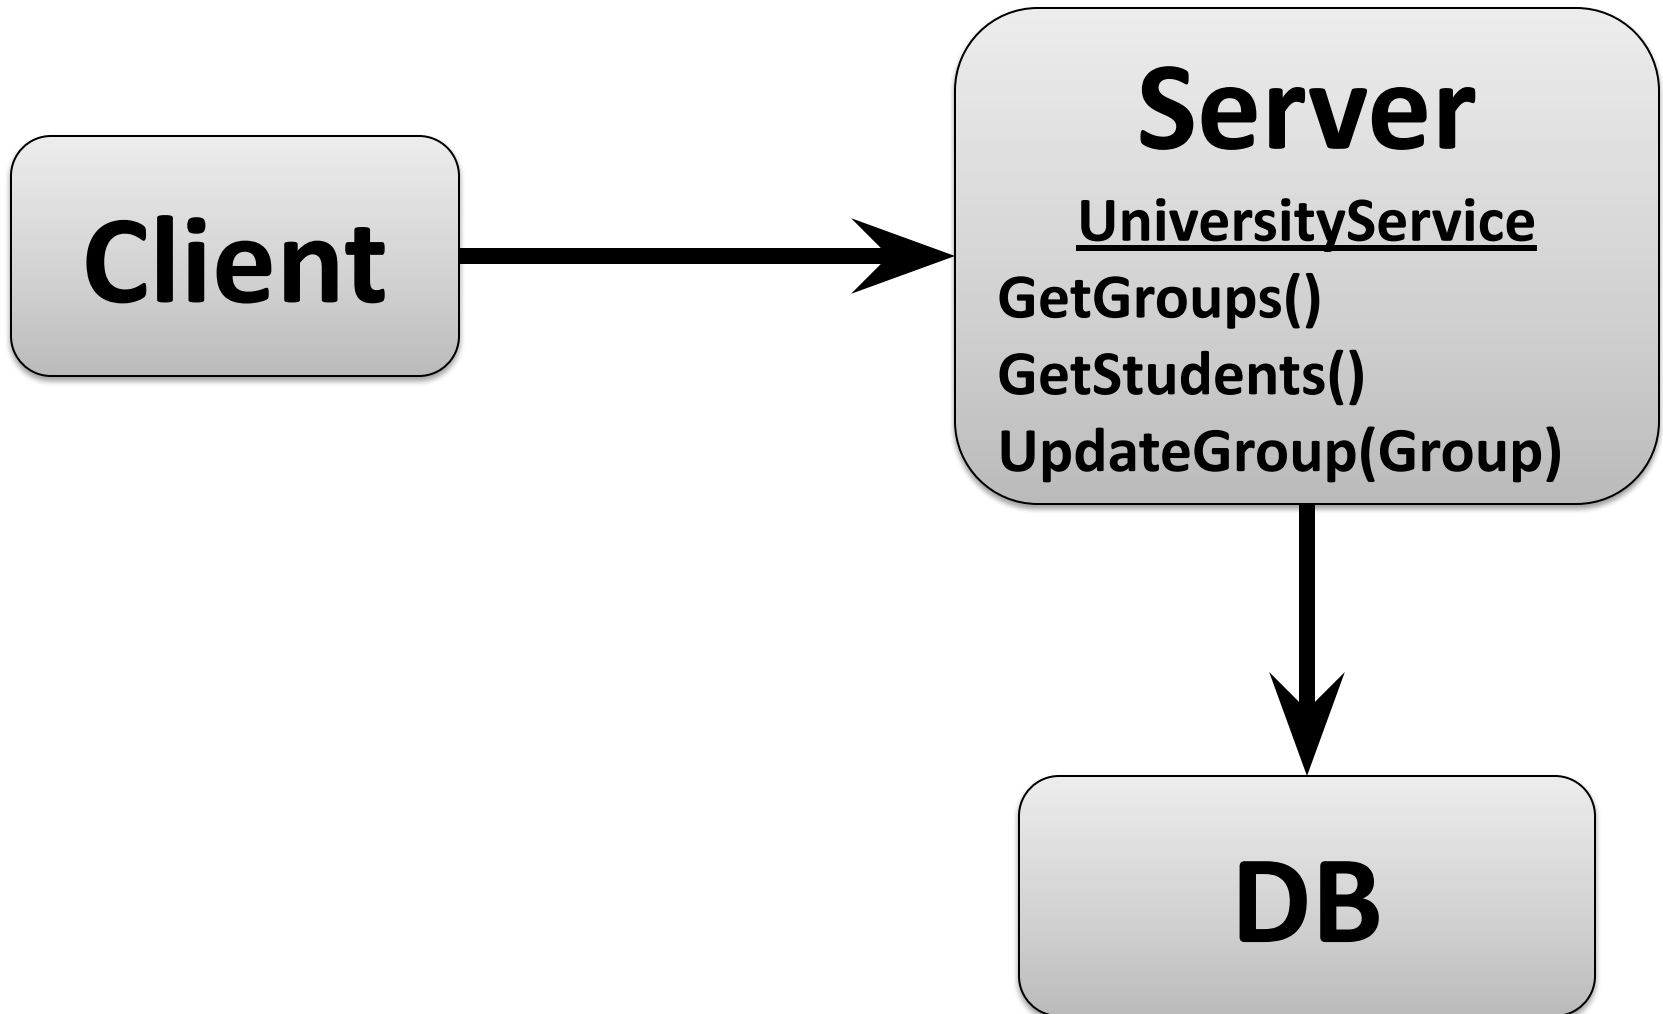 Client
Server
UniversityService
GetGroups()
GetStudents()
UpdateGroup(Group)
DB